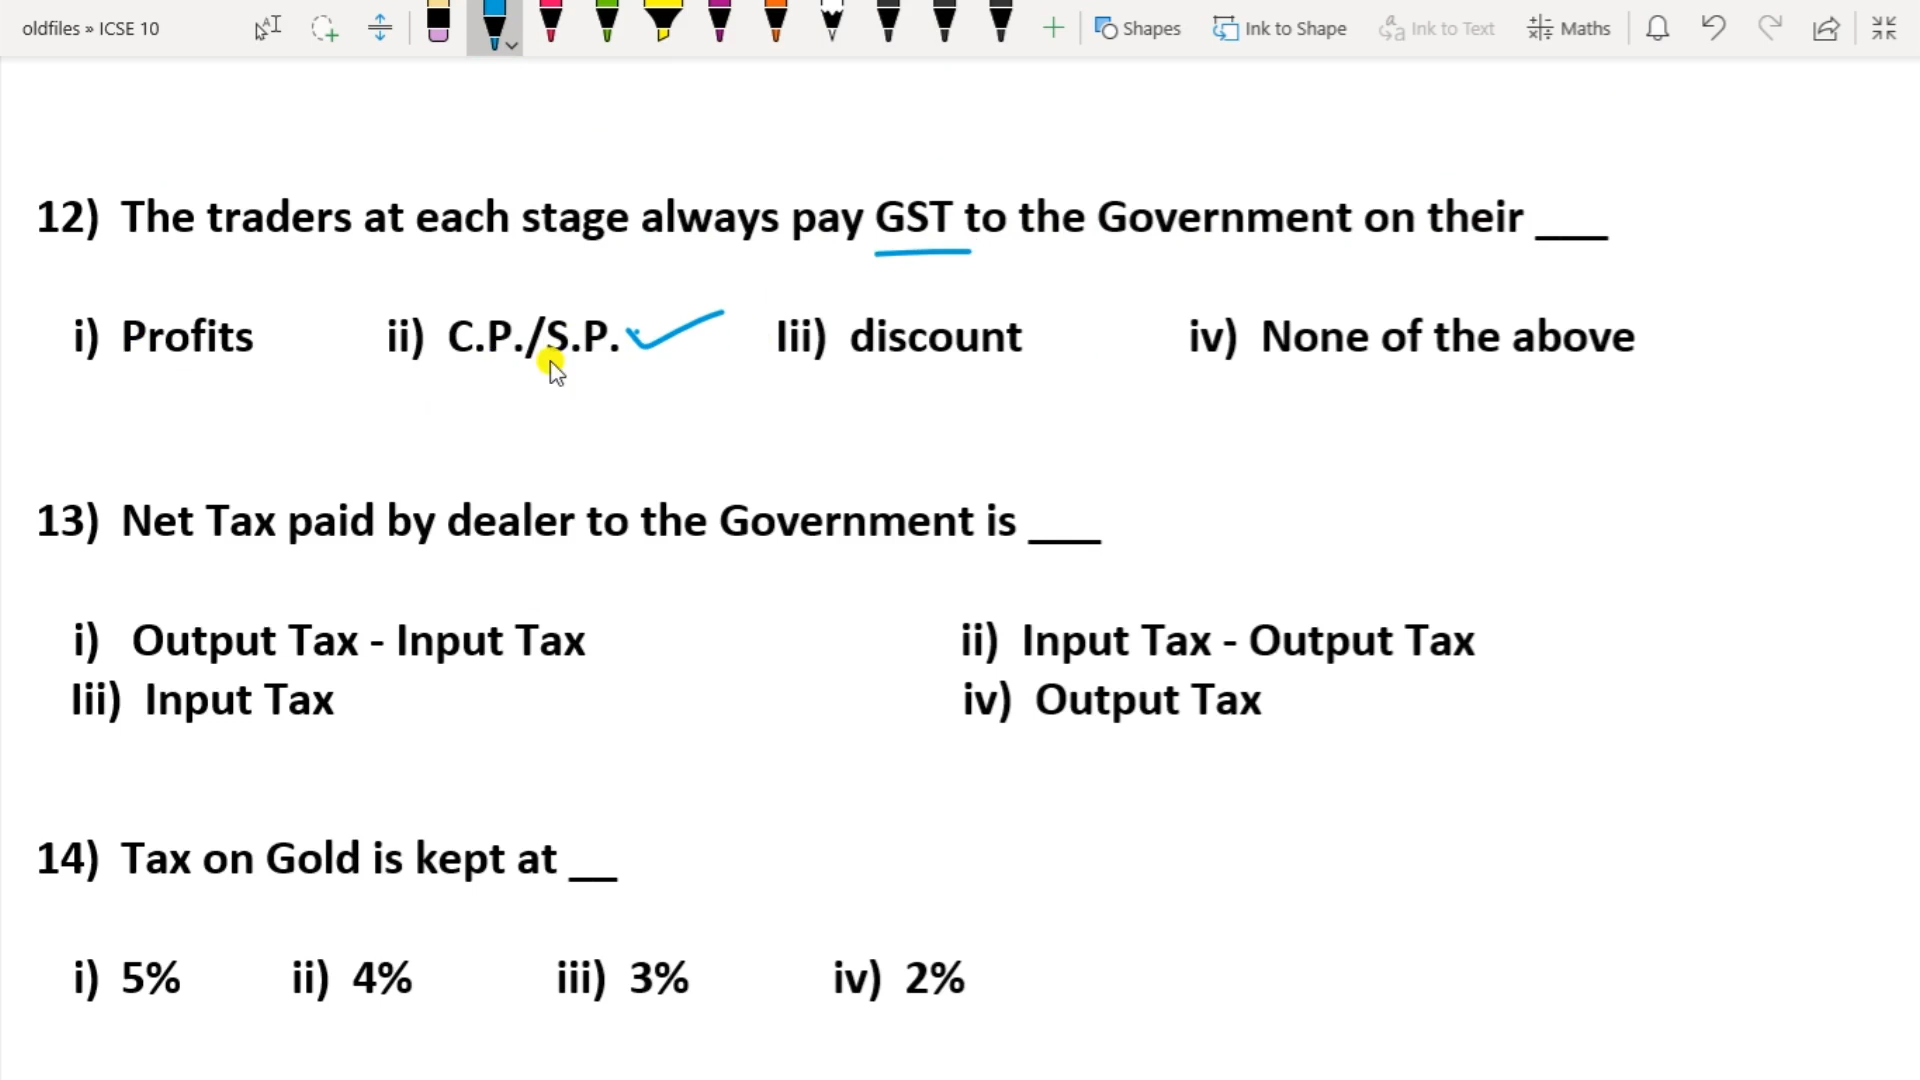 oldfiles » ICSE 10 Shapes Ink to Shape Ink to Text Maths
12) The traders at each stage always pay GST to the Government on their ___
i) Profits ii) C.P./S.P. Iii) discount iv) None of the above
13) Net Tax paid by dealer to the Government is ___
i) Output Tax - Input Tax ii) Input Tax - Output Tax
Iii) Input Tax iv) Output Tax
14) Tax on Gold is kept at __
i) 5% ii) 4% iii) 3% iv) 2%